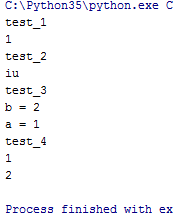 C:\Python35\python.exe C
test_1
1
test_2
iu
test_3
b = 2
a = 1
test_4
1
2
Process finished with ex